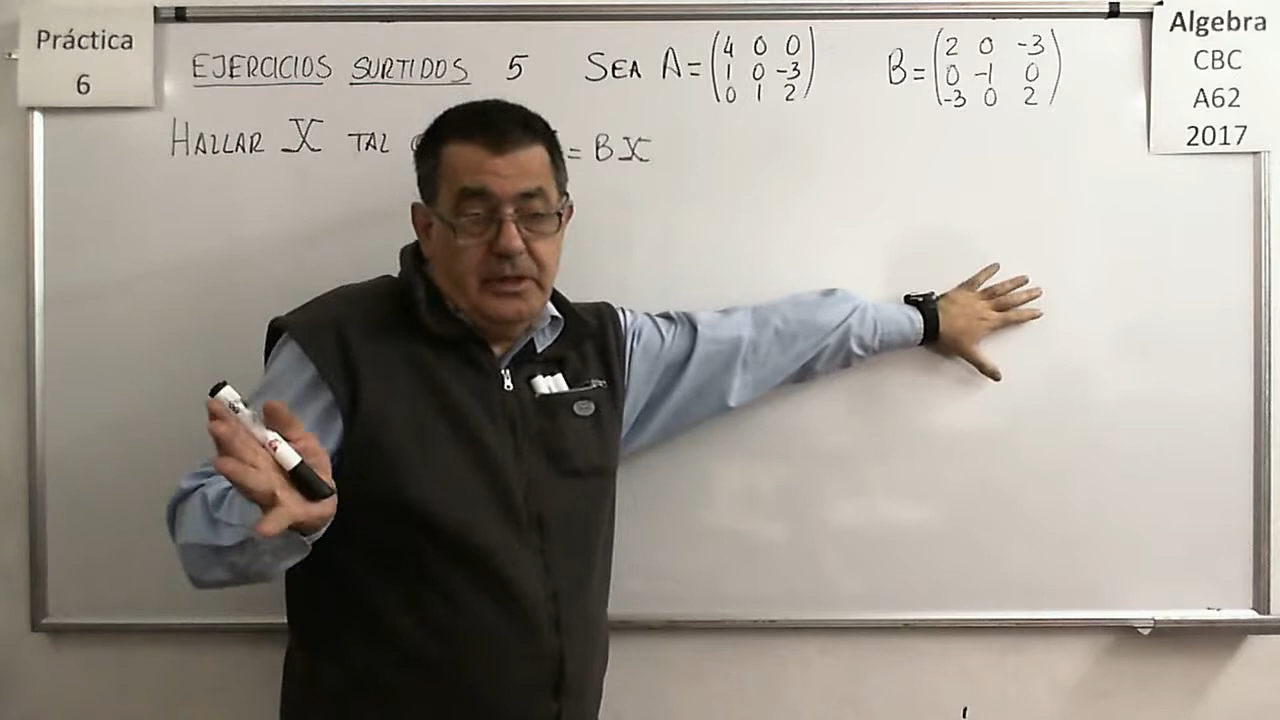 Práctica
6
EJERCICIOS SURTIDOS 5 SEA A = (4 0 0
1 0 -3
0 1 2) B = (2 0 -3
0 -1 0
-3 0 2)
Algebra
CBC
A62
2017
HALLAR X TAL = BX